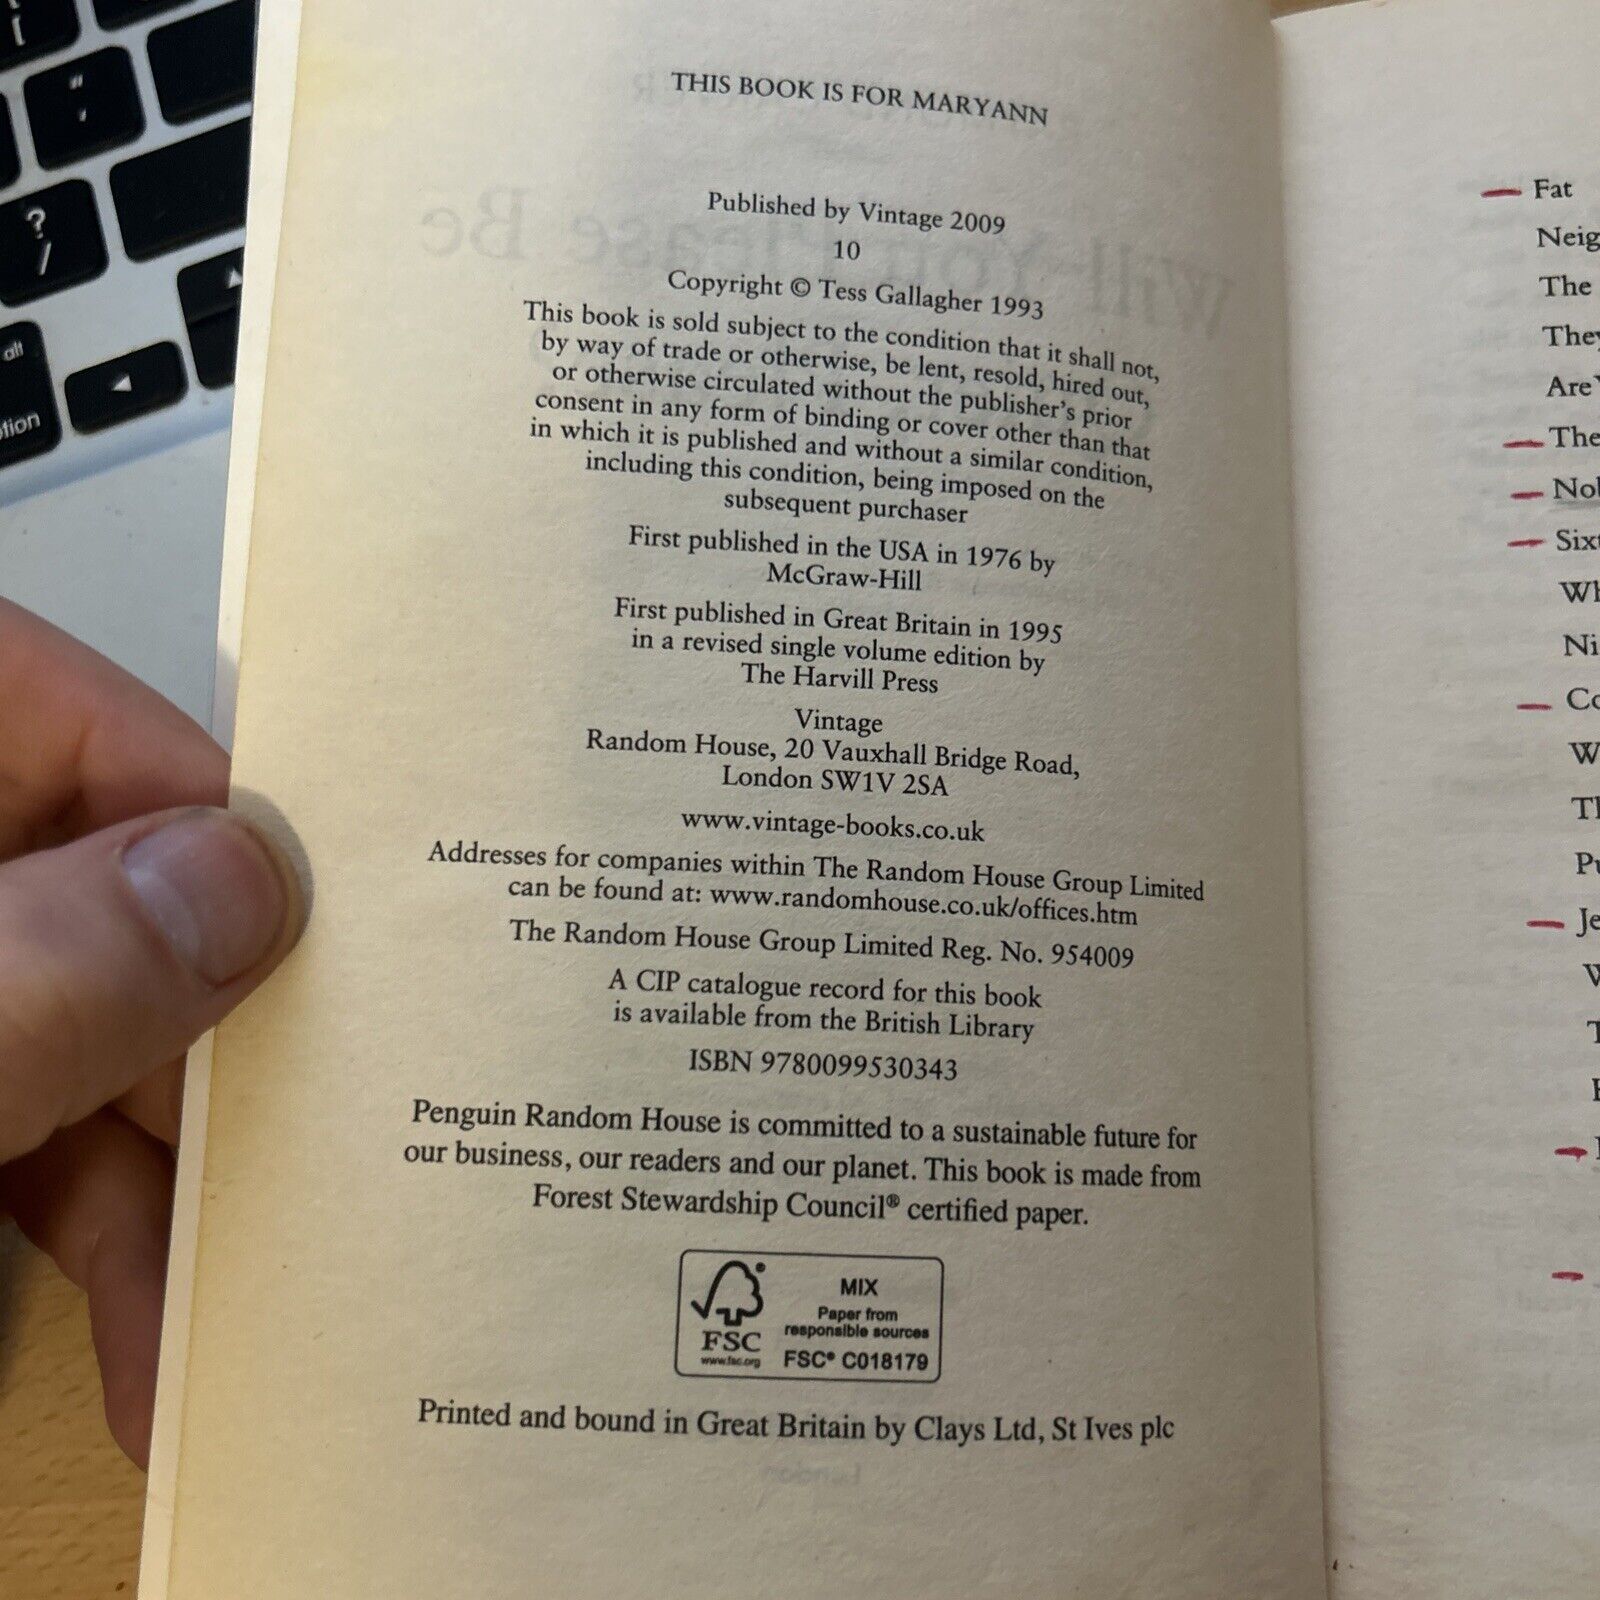 THIS BOOK IS FOR MARYANN
Published by Vintage 2009
10
Copyright © Tess Gallagher 1993
This book is sold subject to the condition that it shall not,
by way of trade or otherwise, be lent, resold, hired out,
or otherwise circulated without the publisher's prior
consent in any form of binding or cover other than that
in which it is published and without a similar condition,
including this condition, being imposed on the
subsequent purchaser
First published in the USA in 1976 by
McGraw-Hill
First published in Great Britain in 1995
in a revised single volume edition by
The Harvill Press
Vintage
Random House, 20 Vauxhall Bridge Road,
London SW1V 2SA
www.vintage-books.co.uk
Addresses for companies within The Random House Group Limited
can be found at: www.randomhouse.co.uk/offices.htm
The Random House Group Limited Reg. No. 954009
A CIP catalogue record for this book
is available from the British Library
ISBN 9780099530343
Penguin Random House is committed to a sustainable future for
our business, our readers and our planet. This book is made from
Forest Stewardship Council® certified paper.
FSC
www.fsc.org
MIX
Paper from
responsible sources
FSC® C018179
Printed and bound in Great Britain by Clays Ltd, St Ives plc
Fat
Neig
The
They
Are Y
The
Nob
Sixt
Wh
Ni
Co
W
Th
Pu
Je
W
T
alt
ption
?
/